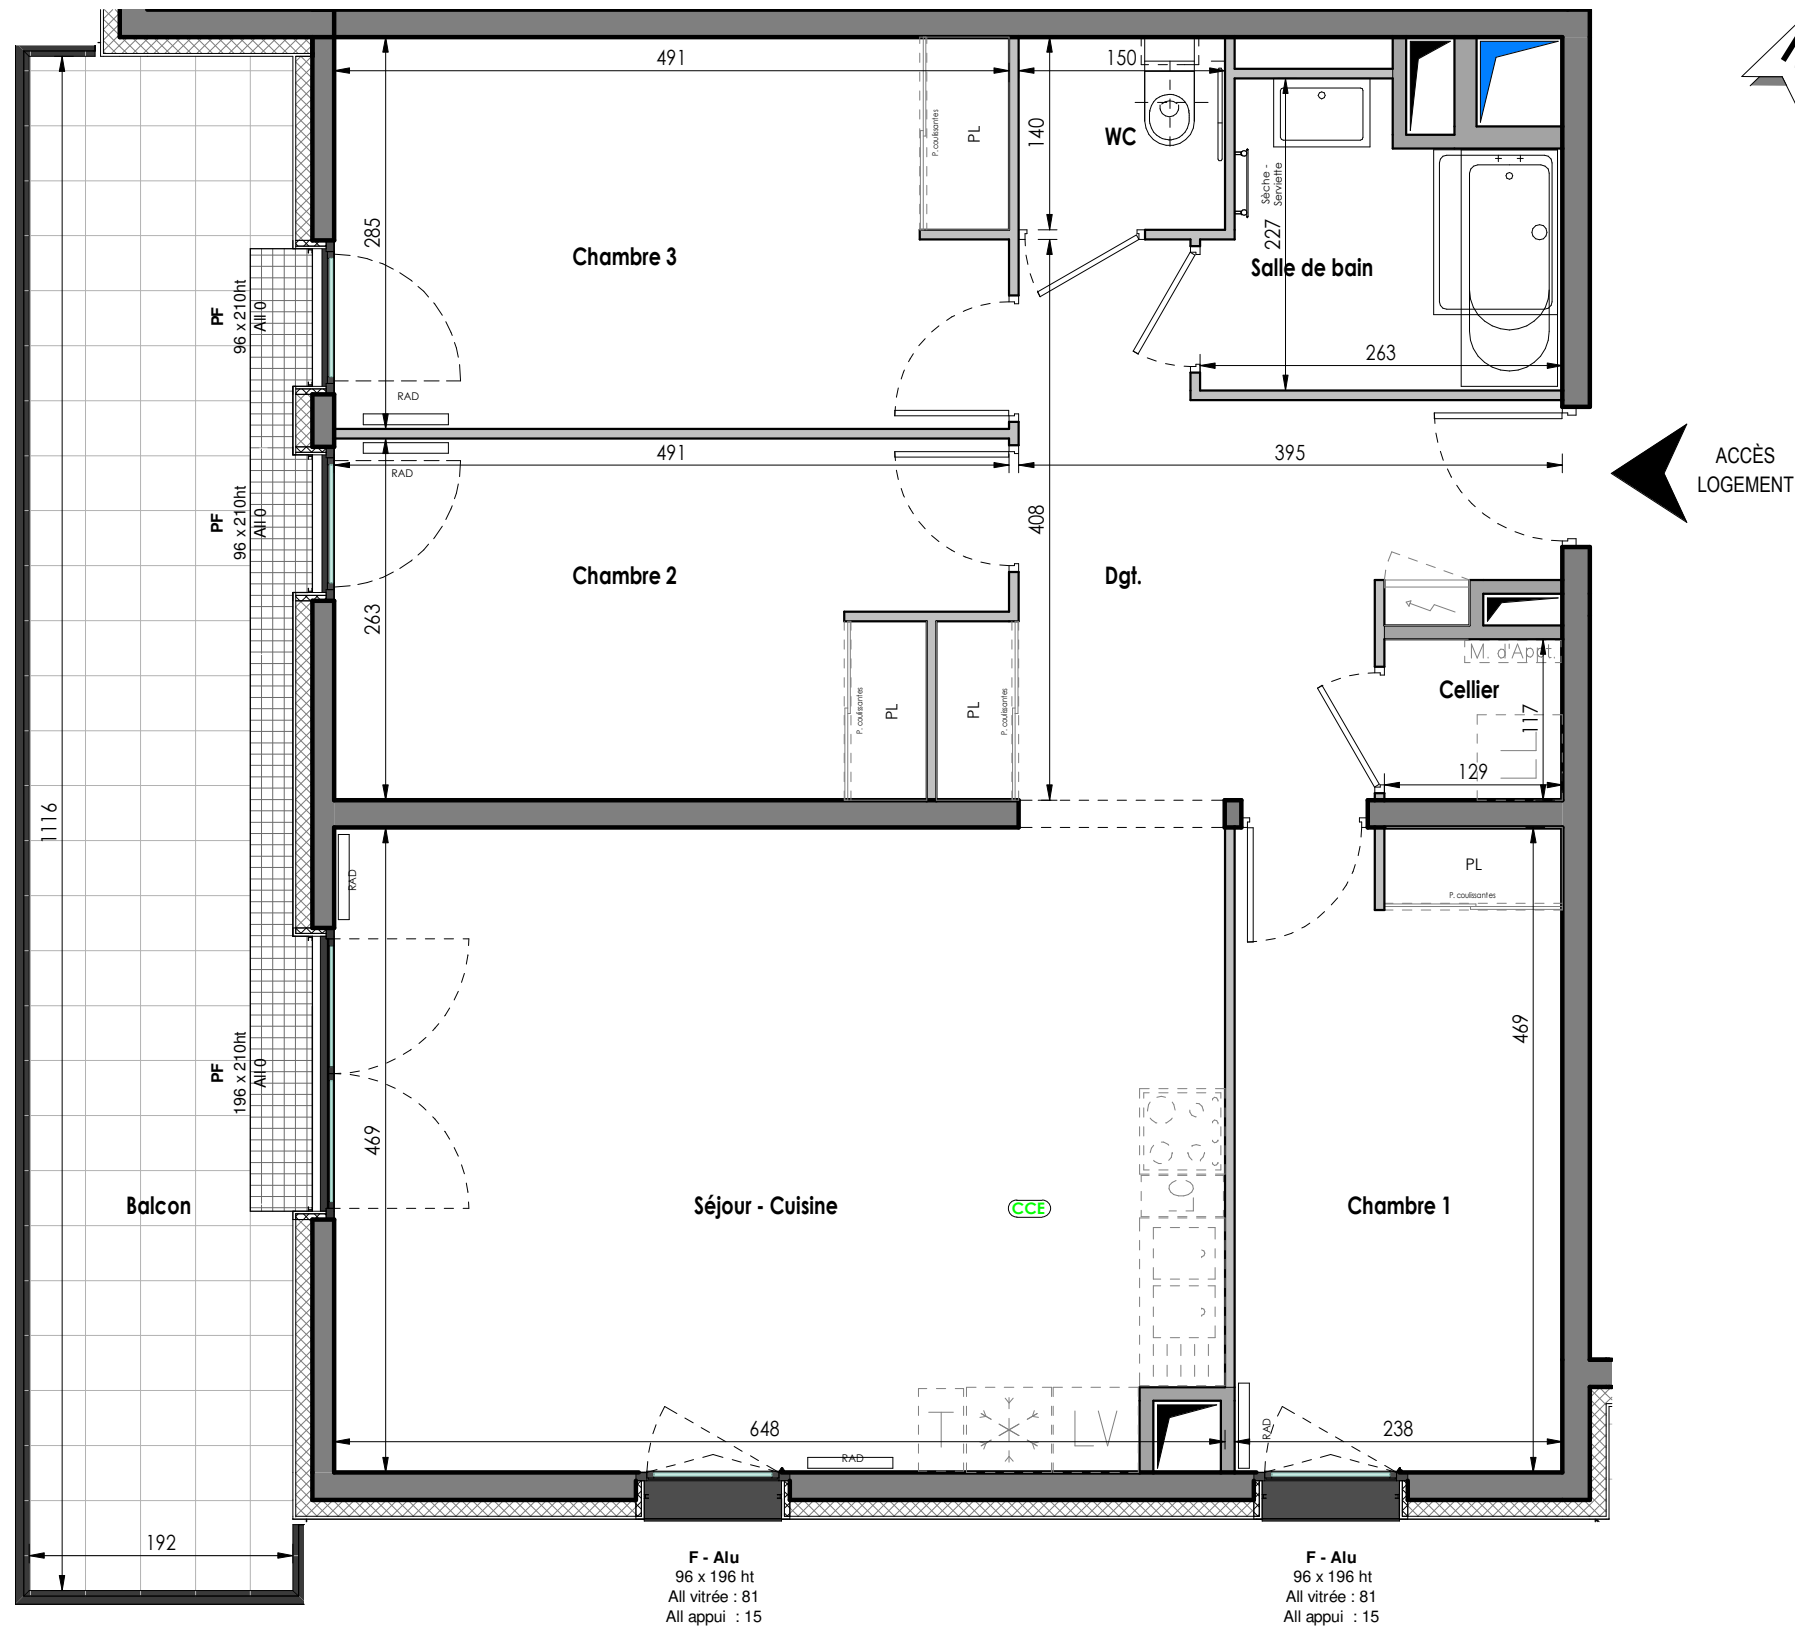 491
150
140
WC
PL
P. coulissantes
Sèche -
Serviette
227
285
Chambre 3
Salle de bain
PF
96 x 210ht
All 0
263
RAD
491
395
RAD
ACCÈS
LOGEMENT
PF
96 x 210ht
All 0
408
Chambre 2
Dgt.
263
M. d'Appt.
Cellier
PL
P. coulissantes
PL
P. coulissantes
117
LL
129
1116
RAD
PL
P. coulissantes
469
PF
196 x 210ht
All 0
469
LC
Balcon
Séjour - Cuisine
CCE
Chambre 1
648
T
LV
RAD
RAD
238
192
F - Alu
96 x 196 ht
All vitrée : 81
All appui : 15
F - Alu
96 x 196 ht
All vitrée : 81
All appui : 15